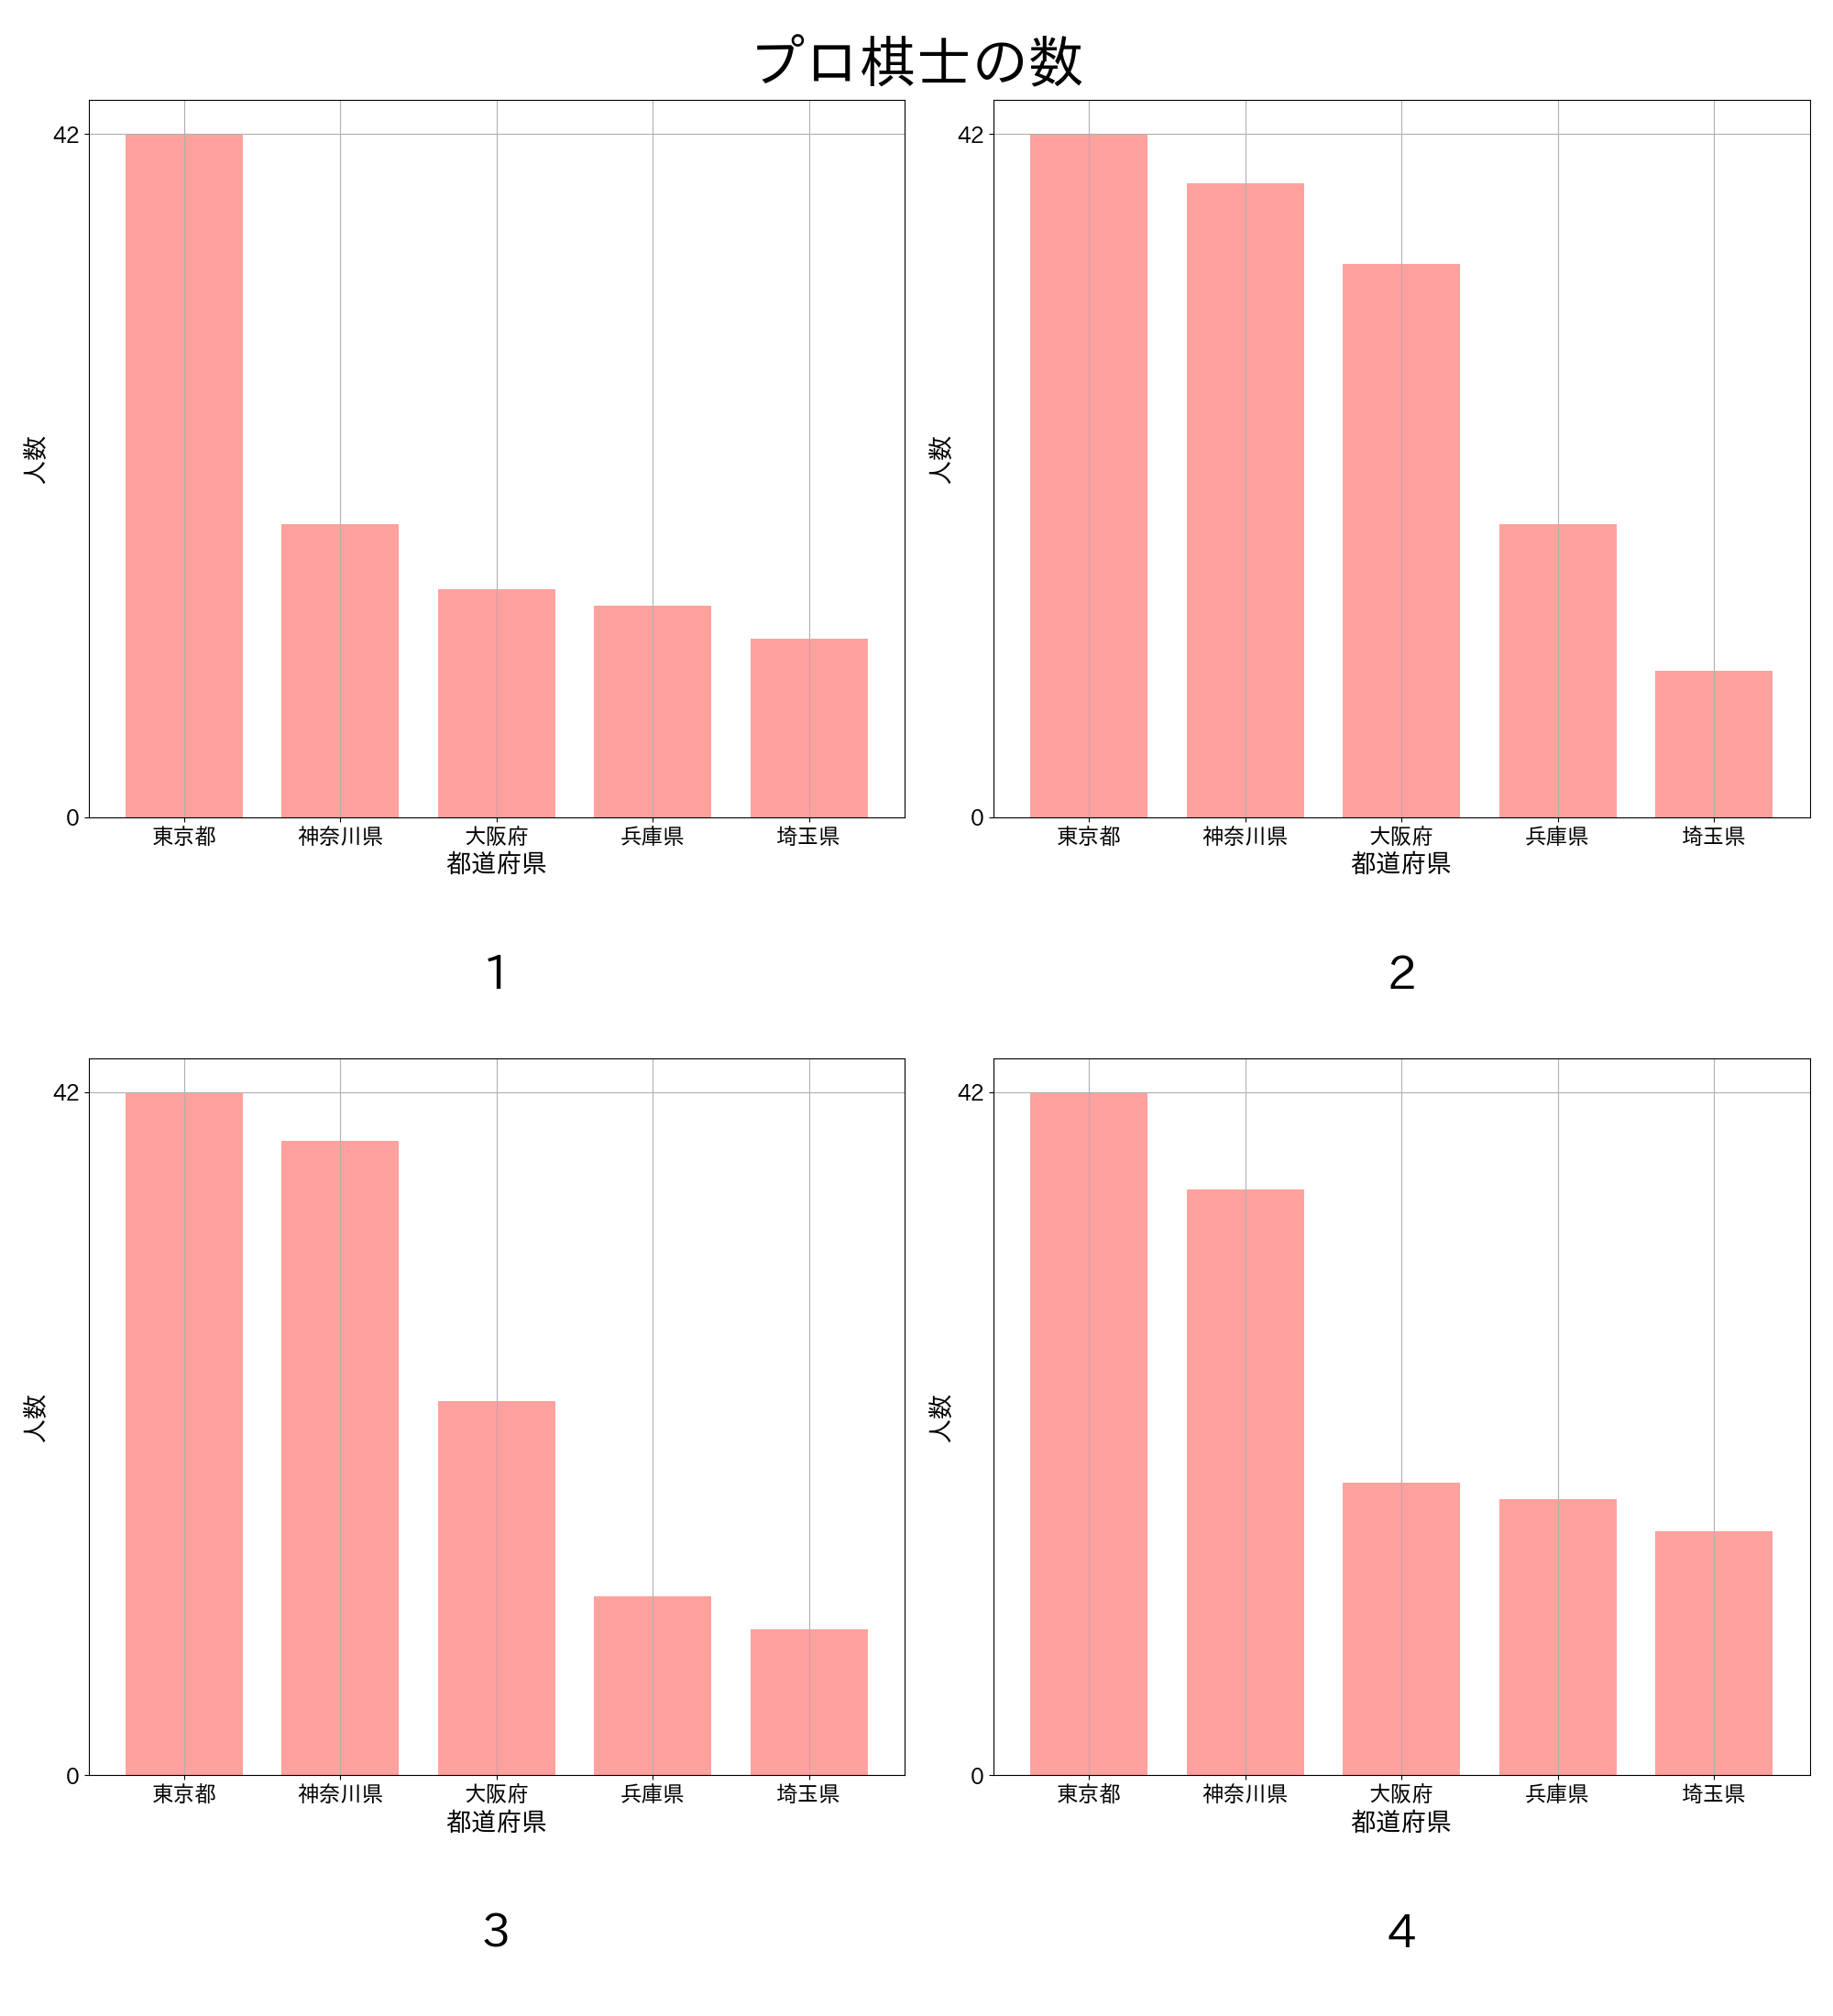 プロ棋士の数
42
0
人数
東京都 神奈川県 大阪府 兵庫県 埼玉県
都道府県
1
42
0
人数
東京都 神奈川県 大阪府 兵庫県 埼玉県
都道府県
2
42
0
人数
東京都 神奈川県 大阪府 兵庫県 埼玉県
都道府県
3
42
0
人数
東京都 神奈川県 大阪府 兵庫県 埼玉県
都道府県
4